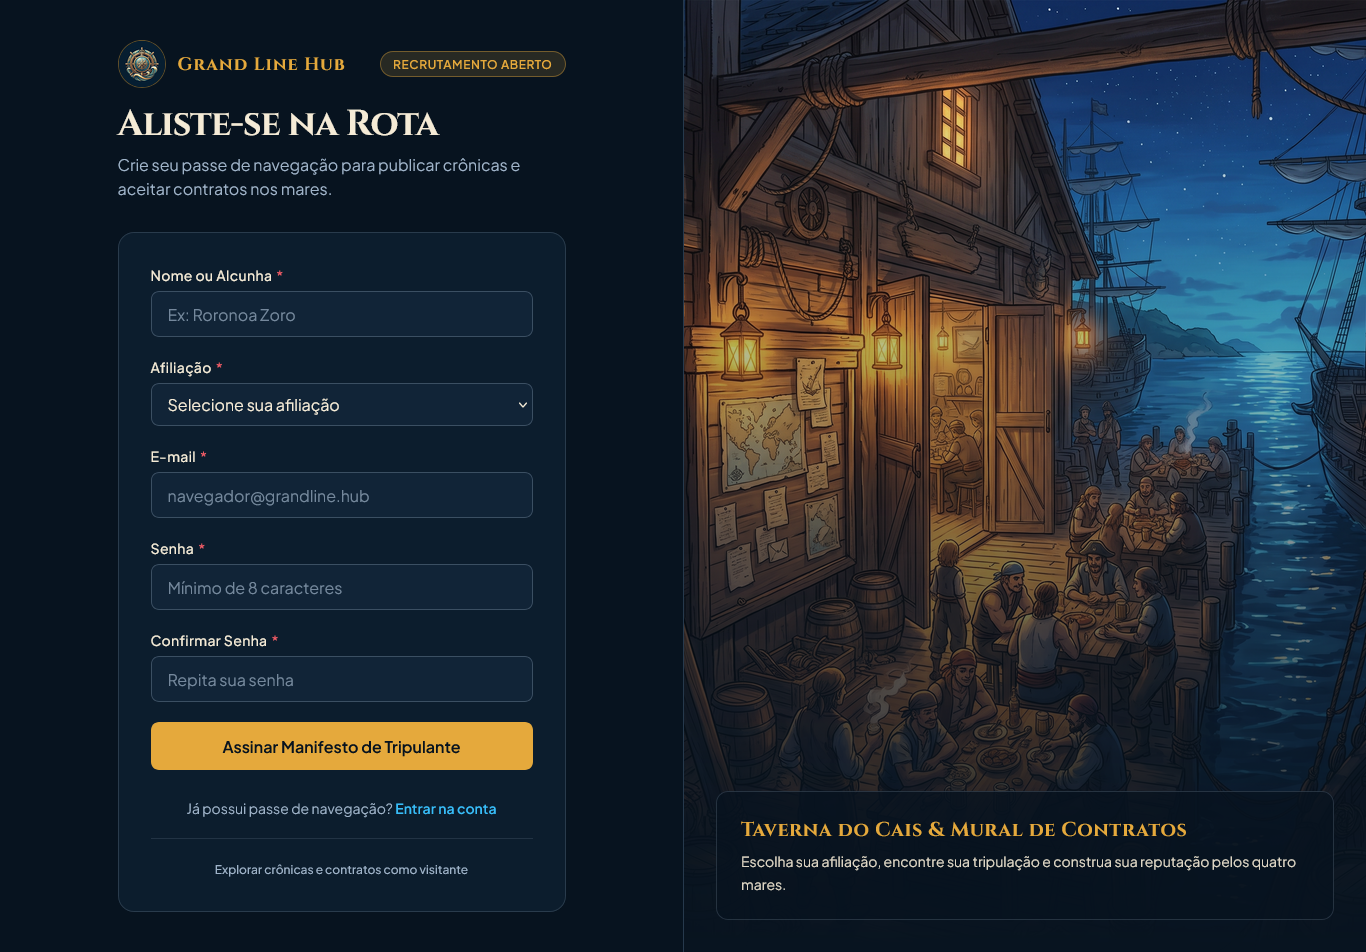 Grand Line Hub
RECRUTAMENTO ABERTO
Aliste-se na Rota
Crie seu passe de navegação para publicar crônicas e
aceitar contratos nos mares.
Nome ou Alcunha *
Ex: Roronoa Zoro
Afiliação *
Selecione sua afiliação
E-mail *
navegador@grandline.hub
Senha *
Mínimo de 8 caracteres
Confirmar Senha *
Repita sua senha
Assinar Manifesto de Tripulante
Já possui passe de navegação? Entrar na conta
Explorar crônicas e contratos como visitante
Taverna do Cais & Mural de Contratos
Escolha sua afiliação, encontre sua tripulação e construa sua reputação pelos quatro
mares.